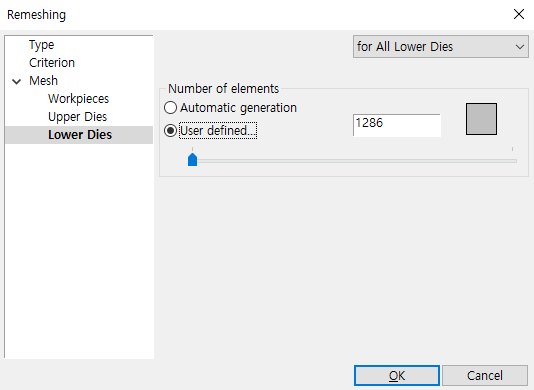 Remeshing
Type
Criterion
Mesh
Workpieces
Upper Dies
Lower Dies
for All Lower Dies
Number of elements
Automatic generation
User defined...
1286
OK
Cancel